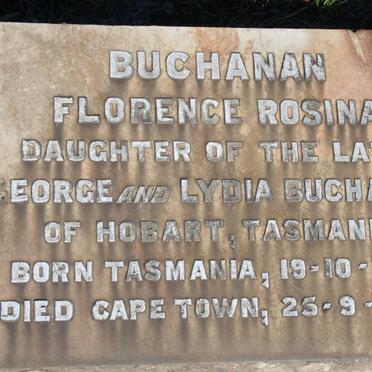 BUCHANAN
FLORENCE ROSINA
DAUGHTER OF THE LA
EORGE AND LYDIA BUCHA
OF HOBART, TASMANI
BORN TASMANIA, 19-10-
DIED CAPE TOWN, 25-9-